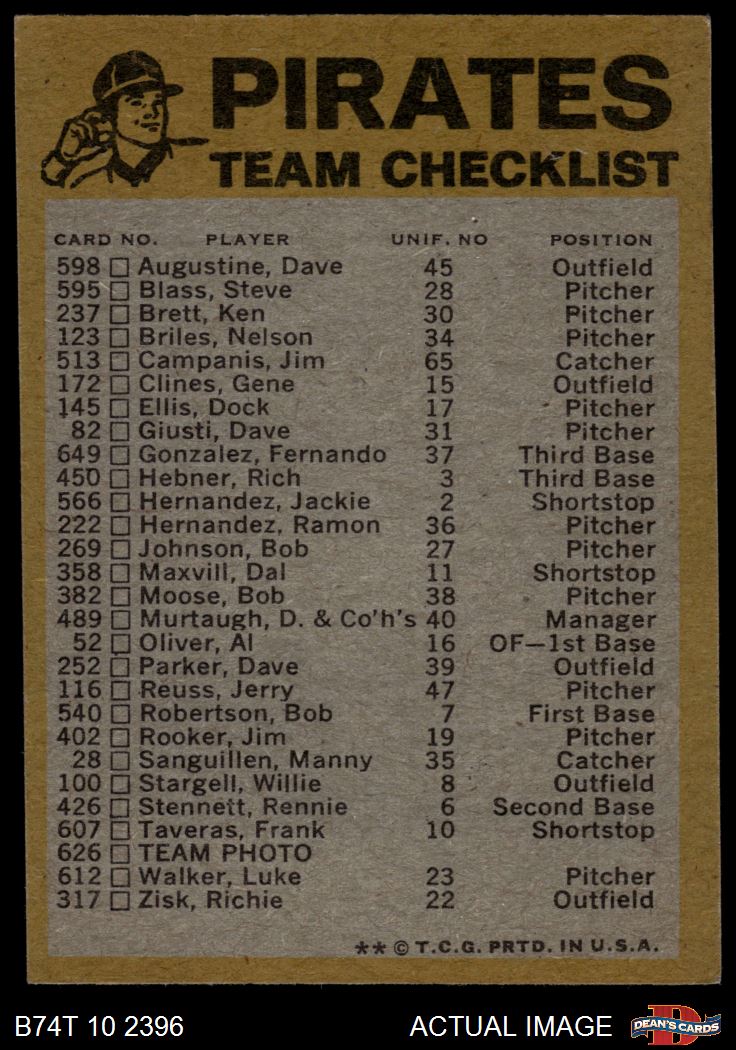 PIRATES
TEAM CHECKLIST
CARD NO. PLAYER UNIF. NO POSITION
598 Augustine, Dave 45 Outfield
595 Blass, Steve 28 Pitcher
237 Brett, Ken 30 Pitcher
123 Briles, Nelson 34 Pitcher
513 Campanis, Jim 65 Catcher
172 Clines, Gene 15 Outfield
145 Ellis, Dock 17 Pitcher
82 Giusti, Dave 31 Pitcher
649 Gonzalez, Fernando 37 Third Base
450 Hebner, Rich 3 Third Base
566 Hernandez, Jackie 2 Shortstop
222 Hernandez, Ramon 36 Pitcher
269 Johnson, Bob 27 Pitcher
358 Maxvill, Dal 11 Shortstop
382 Moose, Bob 38 Pitcher
489 Murtaugh, D. & Co'h's 40 Manager
52 Oliver, Al 16 OF—1st Base
252 Parker, Dave 39 Outfield
116 Reuss, Jerry 47 Pitcher
540 Robertson, Bob 7 First Base
402 Rooker, Jim 19 Pitcher
28 Sanguillen, Manny 35 Catcher
100 Stargell, Willie 8 Outfield
426 Stennett, Rennie 6 Second Base
607 Taveras, Frank 10 Shortstop
626 TEAM PHOTO
612 Walker, Luke 23 Pitcher
317 Zisk, Richie 22 Outfield
** © T.C.G. PRTD. IN U.S.A.
B74T 10 2396 ACTUAL IMAGE DEAN'S CARDS